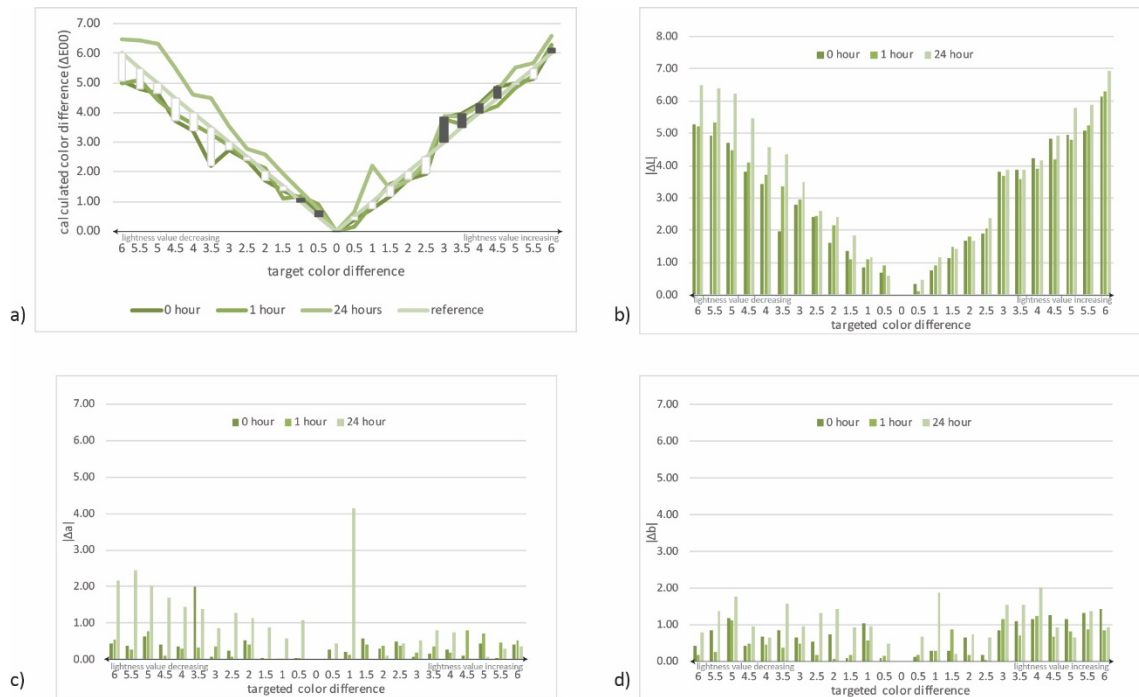 7.00
6.00
5.00
4.00
3.00
2.00
1.00
0.00
calculated color difference (ΔE00)
lightness value decreasing
lightness value increasing
6 5.5 5 4.5 4 3.5 3 2.5 2 1.5 1 0.5 0 0.5 1 1.5 2 2.5 3 3.5 4 4.5 5 5.5 6
target color difference
0 hour 1 hour 24 hours reference
a)
8.00
0 hour 1 hour 24 hour
7.00
6.00
5.00
4.00
3.00
2.00
1.00
0.00
|ΔL|
lightness value decreasing
lightness value increasing
6 5.5 5 4.5 4 3.5 3 2.5 2 1.5 1 0.5 0 0.5 1 1.5 2 2.5 3 3.5 4 4.5 5 5.5 6
targeted color difference
b)
7.00
0 hour 1 hour 24 hour
6.00
5.00
4.00
3.00
2.00
1.00
0.00
|Δa|
lightness value decreasing
lightness value increasing
6 5.5 5 4.5 4 3.5 3 2.5 2 1.5 1 0.5 0 0.5 1 1.5 2 2.5 3 3.5 4 4.5 5 5.5 6
targeted color difference
c)
7.00
0 hour 1 hour 24 hour
6.00
5.00
4.00
3.00
2.00
1.00
0.00
|Δb|
lightness value decreasing
lightness value increasing
6 5.5 5 4.5 4 3.5 3 2.5 2 1.5 1 0.5 0 0.5 1 1.5 2 2.5 3 3.5 4 4.5 5 5.5 6
targeted color difference
d)